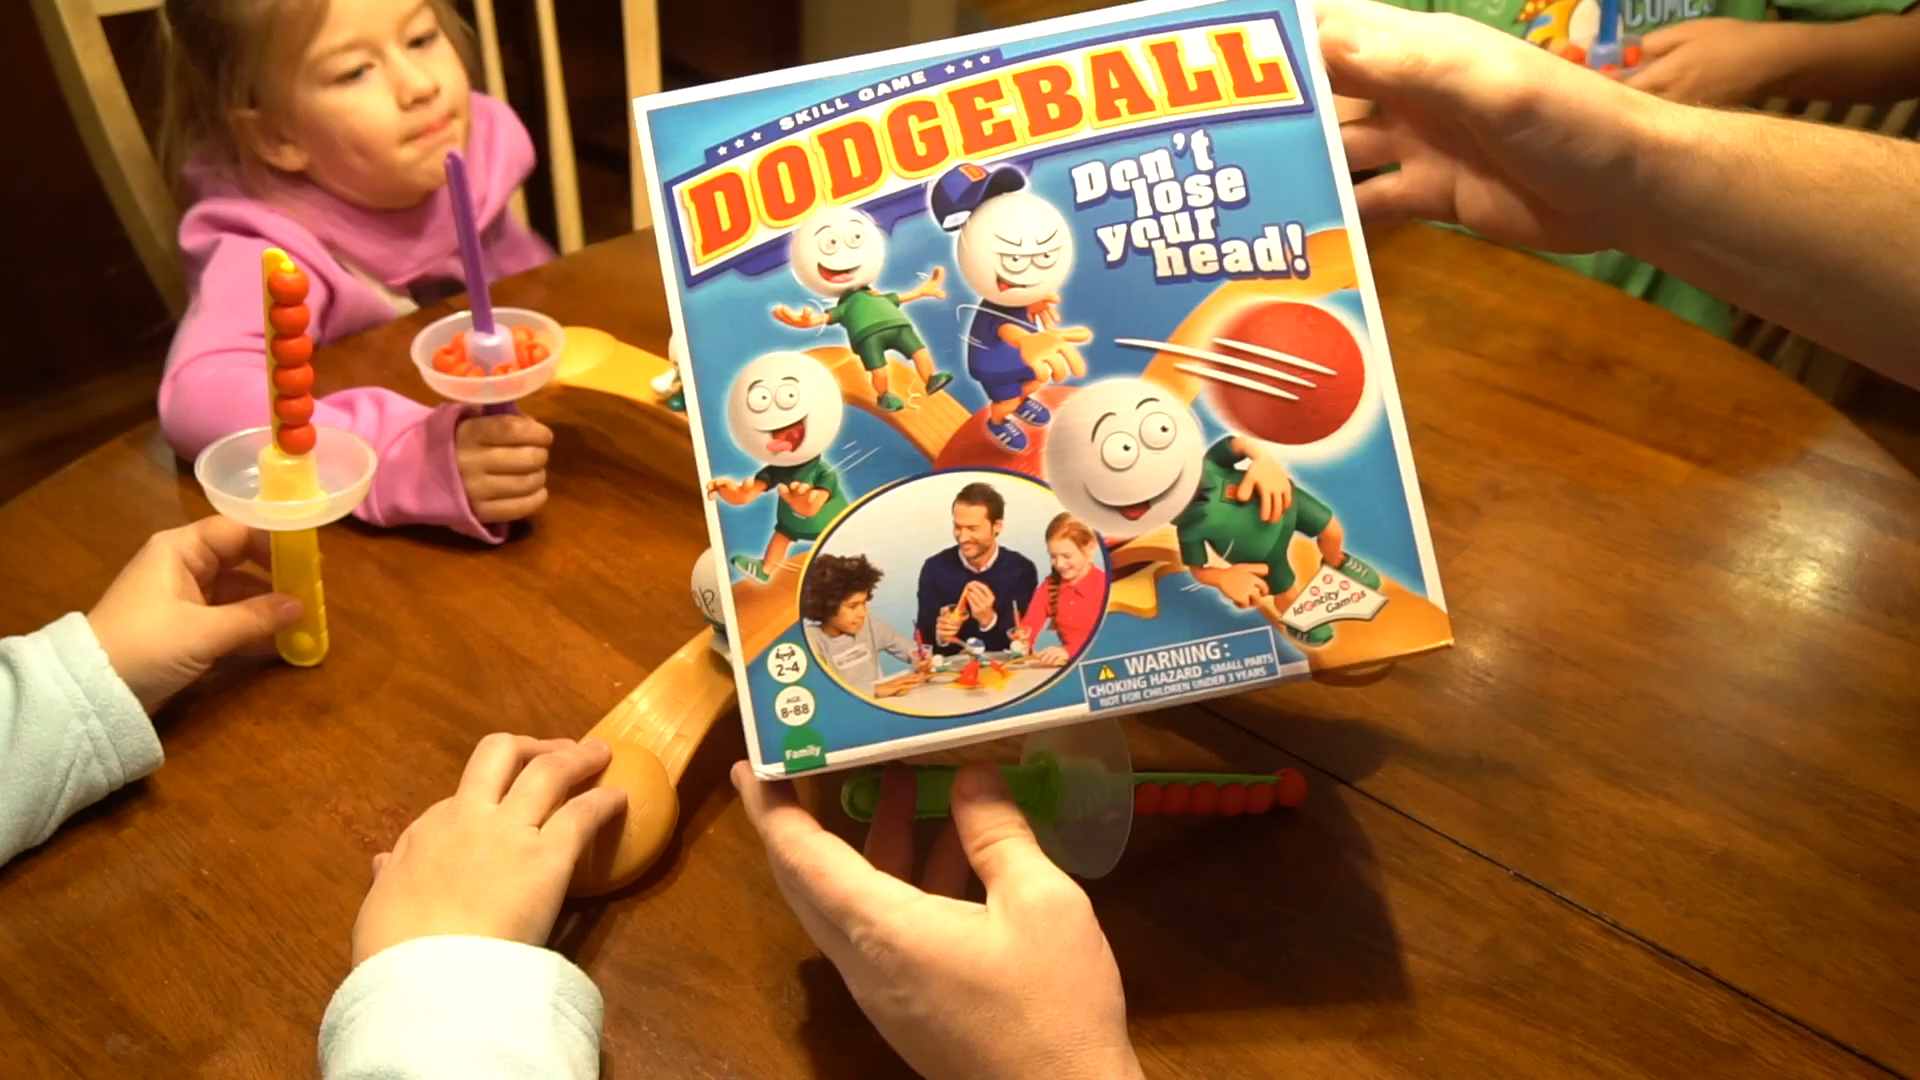 COMES
★★★ SKILL GAME ★★★
DODGEBALL
Don't
lose
your
head!
Identity
Games
2-4
AGE
8-88
Family
WARNING:
CHOKING HAZARD - SMALL PARTS
NOT FOR CHILDREN UNDER 3 YEARS